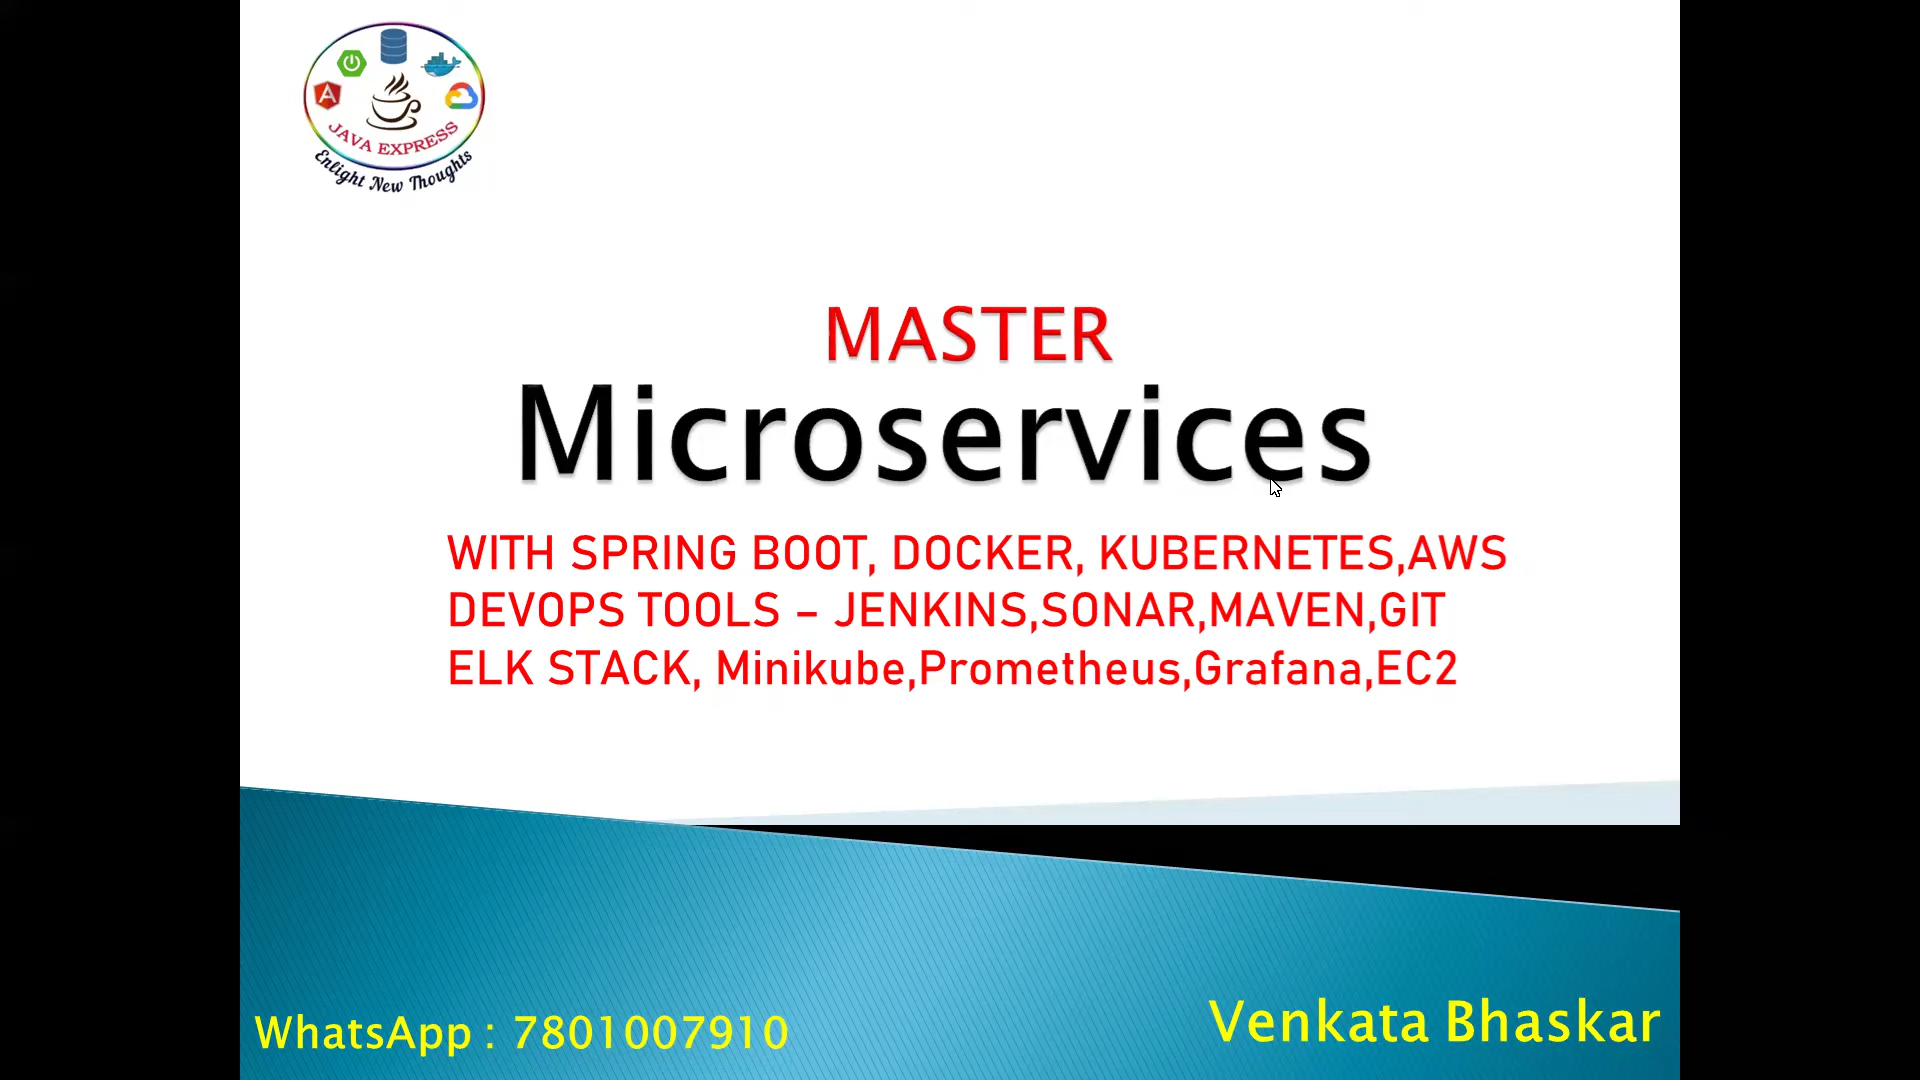 JAVA EXPRESS
Enlight New Thoughts
MASTER
Microservices
WITH SPRING BOOT, DOCKER, KUBERNETES,AWS
DEVOPS TOOLS – JENKINS,SONAR,MAVEN,GIT
ELK STACK, Minikube,Prometheus,Grafana,EC2
WhatsApp : 7801007910
Venkata Bhaskar